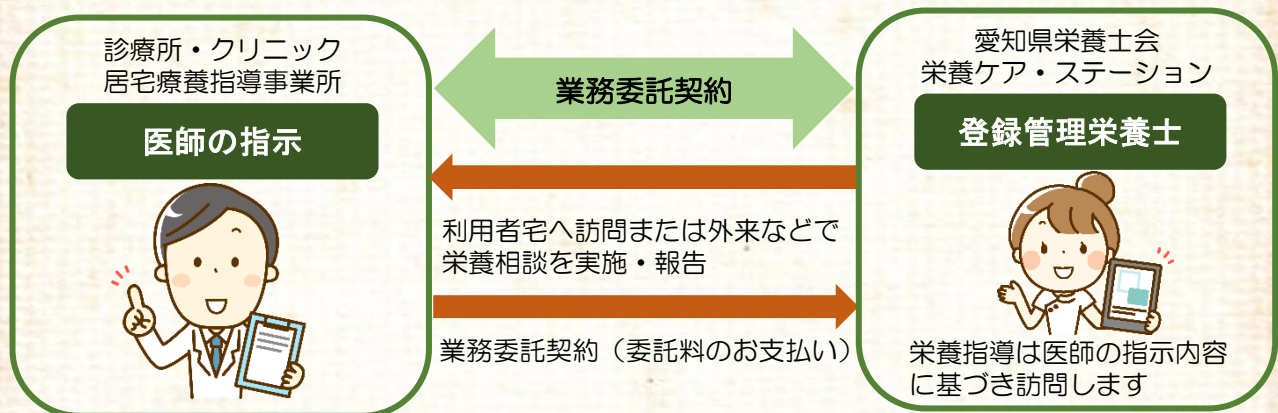 診療所・クリニック
居宅療養指導事業所
医師の指示
業務委託契約
利用者宅へ訪問または外来などで
栄養相談を実施・報告
業務委託契約（委託料のお支払い）
愛知県栄養士会
栄養ケア・ステーション
登録管理栄養士
栄養指導は医師の指示内容
に基づき訪問します